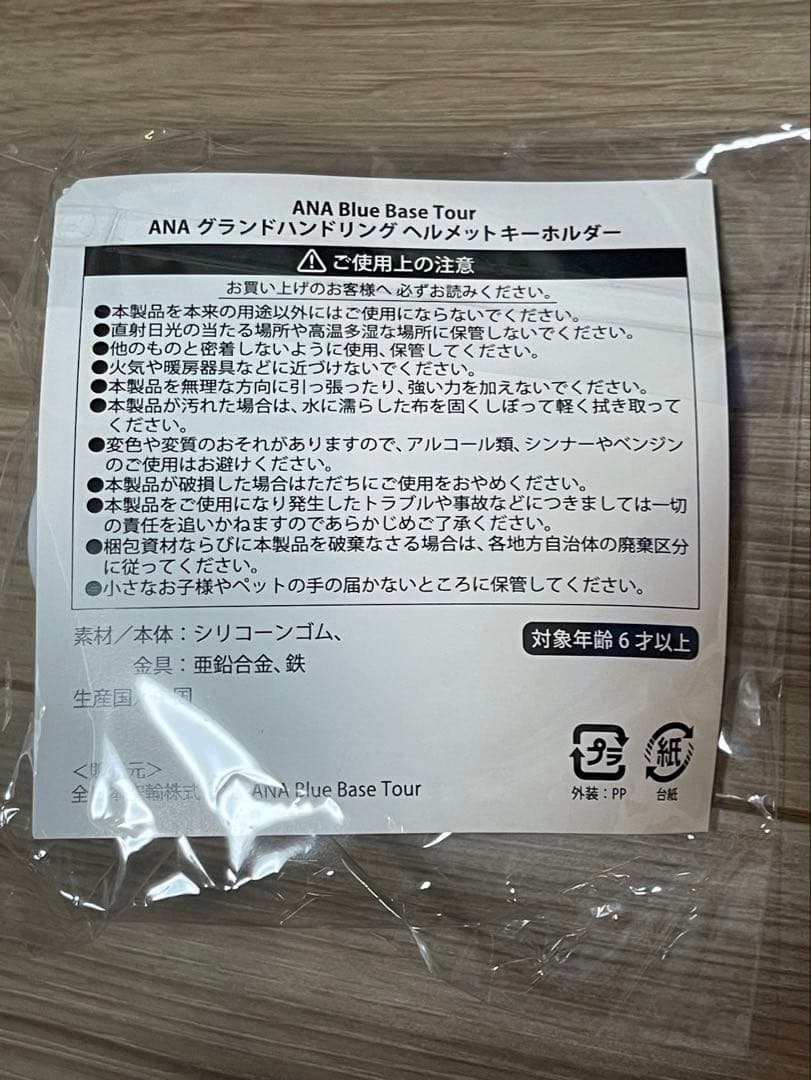 ANA Blue Base Tour
ANA グランドハンドリング ヘルメットキーホルダー
⚠ ご使用上の注意
お買い上げのお客様へ 必ずお読みください。
●本製品を本来の用途以外にはご使用にならないでください。
●直射日光の当たる場所や高温多湿な場所に保管しないでください。
●他のものと密着しないように使用、保管してください。
●火気や暖房器具などに近づけないでください。
●本製品を無理な方向に引っ張ったり、強い力を加えないでください。
●本製品が汚れた場合は、水に濡らした布を固くしぼって軽く拭き取って
ください。
●変色や変質のおそれがありますので、アルコール類、シンナーやベンジン
のご使用はお避けください。
●本製品が破損した場合はただちにご使用をおやめください。
●本製品をご使用になり発生したトラブルや事故などにつきましては一切
の責任を追いかねますのであらかじめご了承ください。
●梱包資材ならびに本製品を破棄なさる場合は、各地方自治体の廃棄区分
に従ってください。
●小さなお子様やペットの手の届かないところに保管してください。
素材／本体：シリコーンゴム、
金具：亜鉛合金、鉄
対象年齢 6 才以上
生産国／国
プラ
紙
外装：PP
台紙
ANA Blue Base Tour